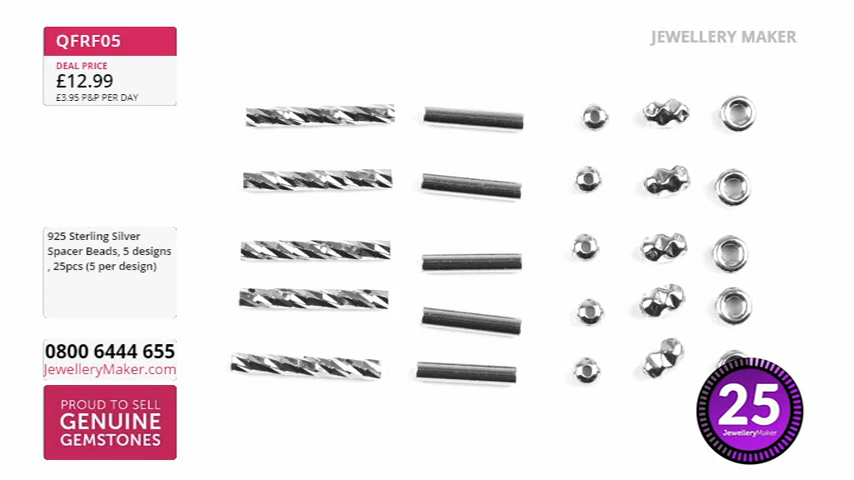 QFRF05
DEAL PRICE
£12.99
£3.95 P&P PER DAY
JEWELLERY MAKER
925 Sterling Silver
Spacer Beads, 5 designs
, 25pcs (5 per design)
0800 6444 655
JewelleryMaker.com
PROUD TO SELL
GENUINE
GEMSTONES
25
JewelleryMaker